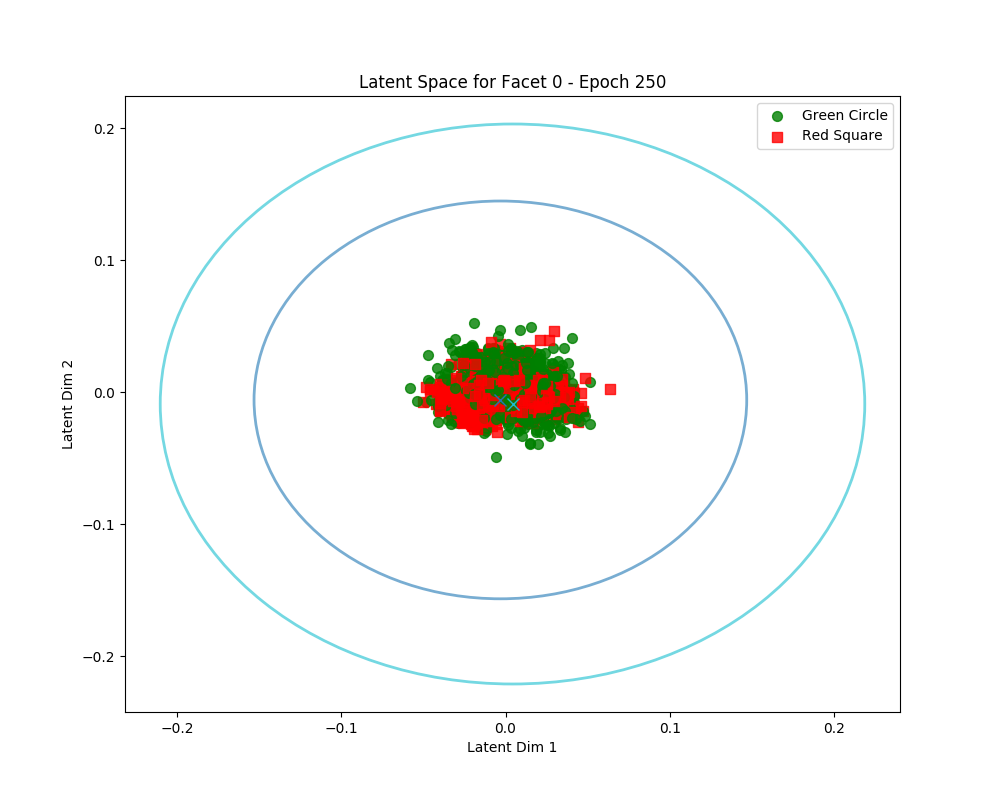 Latent Space for Facet 0 - Epoch 250
Green Circle
Red Square
0.2
0.1
0.0
−0.1
−0.2
Latent Dim 2
−0.2
−0.1
0.0
0.1
0.2
Latent Dim 1